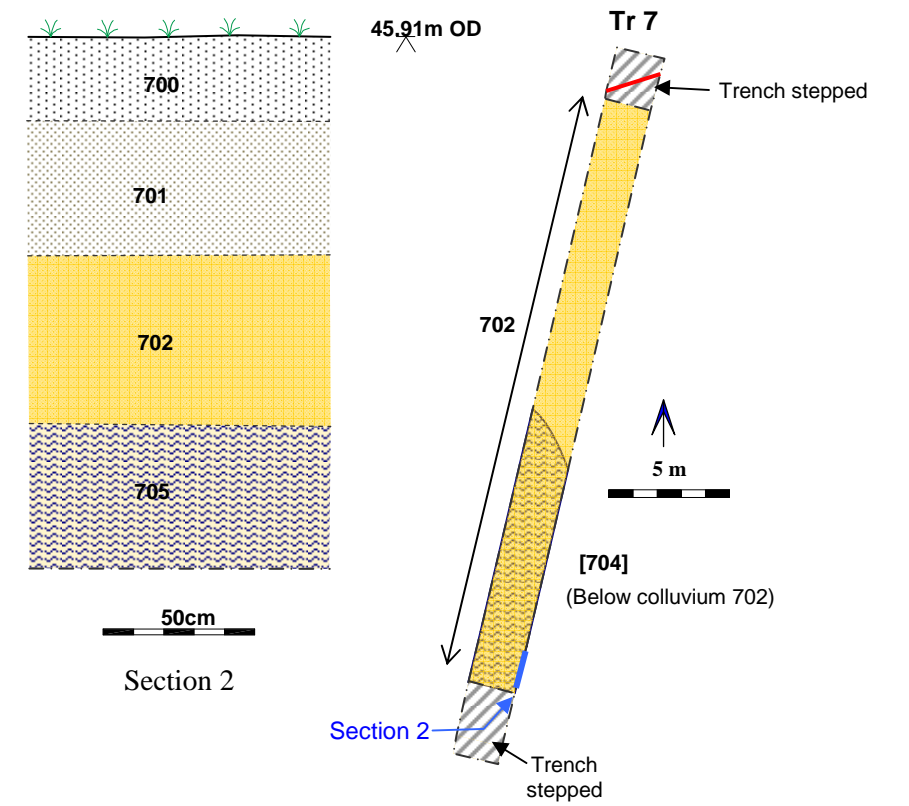 700
701
702
705
50cm
Section 2
45.91m OD
Tr 7
Trench stepped
702
5 m
[704]
(Below colluvium 702)
Section 2
Trench
stepped